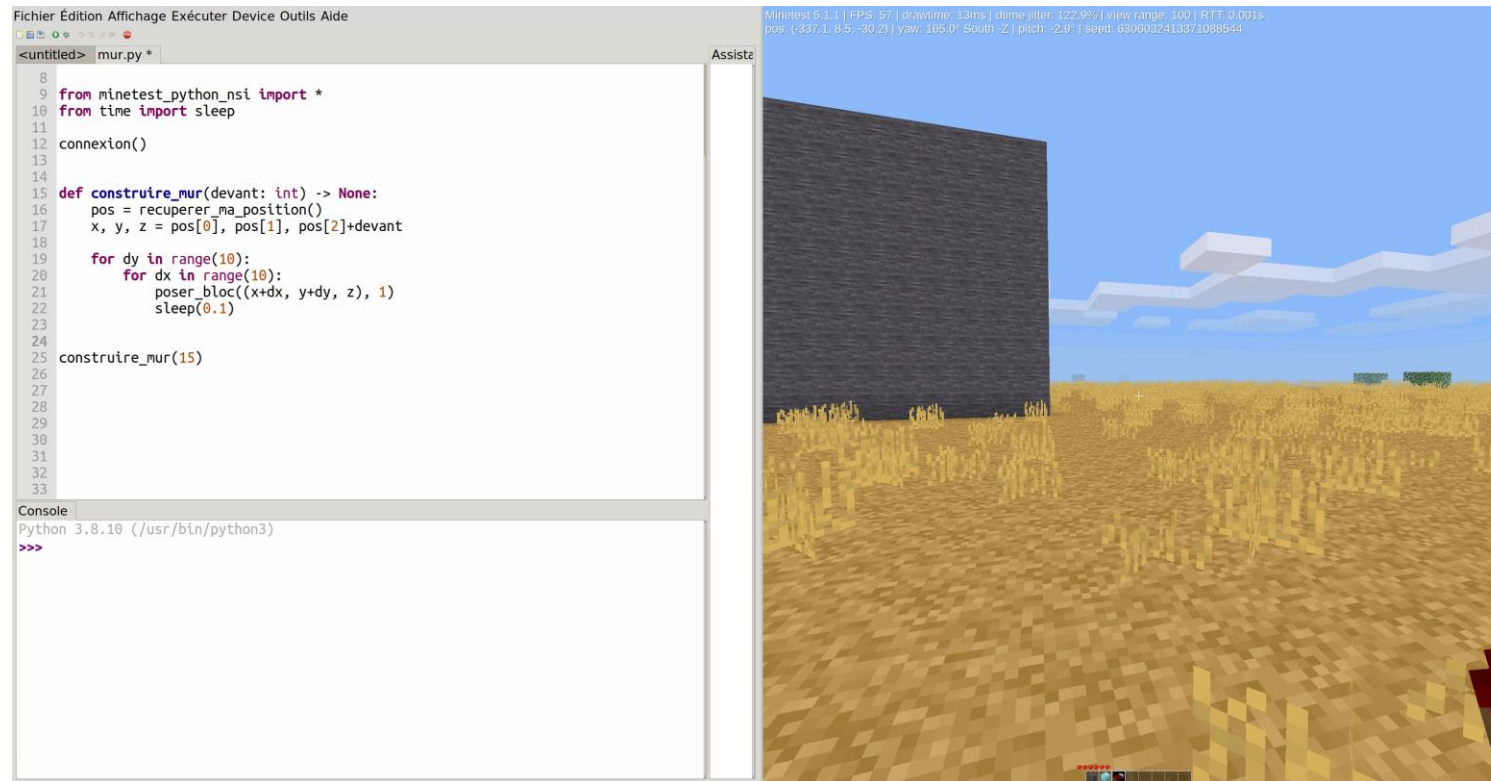 Fichier Édition Affichage Exécuter Device Outils Aide
<untitled> mur.py *
Assista
8
9 from minetest_python_nsi import *
10 from time import sleep
11
12 connexion()
13
14
15 def construire_mur(devant: int) -> None:
16 pos = recuperer_ma_position()
17 x, y, z = pos[0], pos[1], pos[2]+devant
18
19 for dy in range(10):
20 for dx in range(10):
21 poser_bloc((x+dx, y+dy, z), 1)
22 sleep(0.1)
23
24
25 construire_mur(15)
26
27
28
29
30
31
32
33
Console
Python 3.8.10 (/usr/bin/python3)
>>>
Minetest 5.1.1 | FPS: 57 | drawtime: 13ms | dtime jitter: 122.9% | view range: 100 | RTT: 0.001s
pos: (-337.1, 8.5, -30.2) | yaw: 165.0° South -Z | pitch: -2.9° | seed: 6306032413371088544